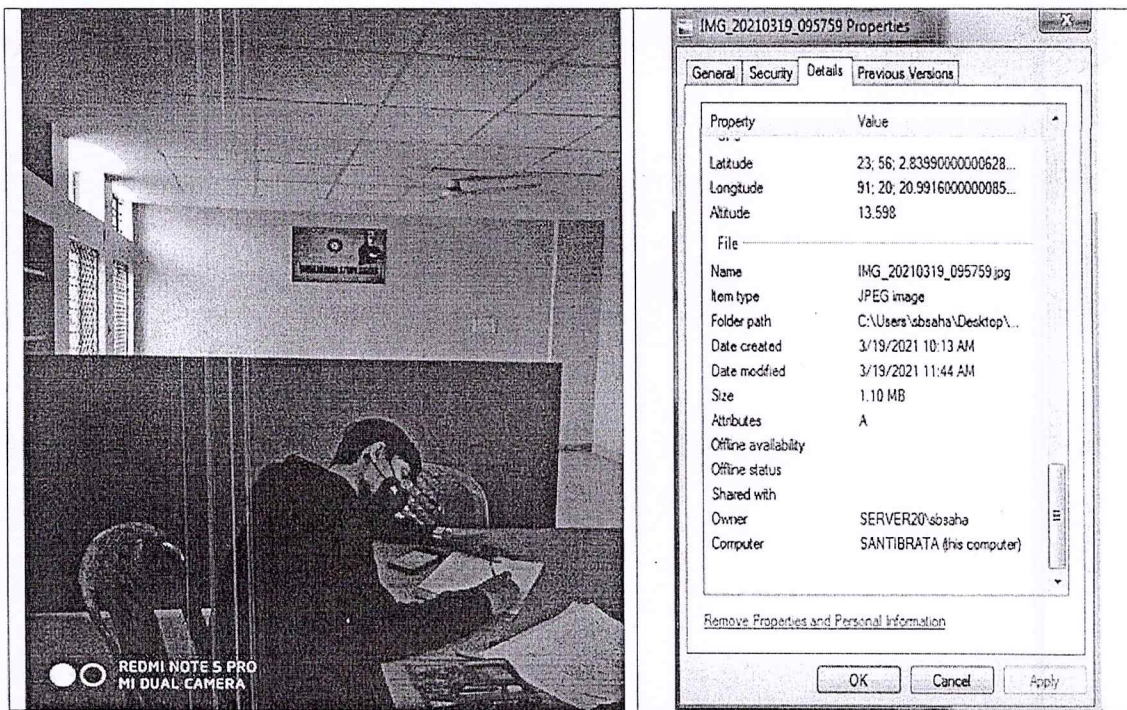 REDMI NOTE 5 PRO
MI DUAL CAMERA
IMG_20210319_095759 Properties
General Security Details Previous Versions
Property Value
Latitude 23; 56; 2.83990000000628...
Longitude 91; 20; 20.9916000000085...
Altitude 13.598
File
Name IMG_20210319_095759.jpg
Item type JPEG image
Folder path C:\Users\sbsaha\Desktop\...
Date created 3/19/2021 10:13 AM
Date modified 3/19/2021 11:44 AM
Size 1.10 MB
Attributes A
Offline availability
Offline status
Shared with
Owner SERVER20\sbsaha
Computer SANTIBRATA (this computer)
Remove Properties and Personal Information
OK Cancel Apply